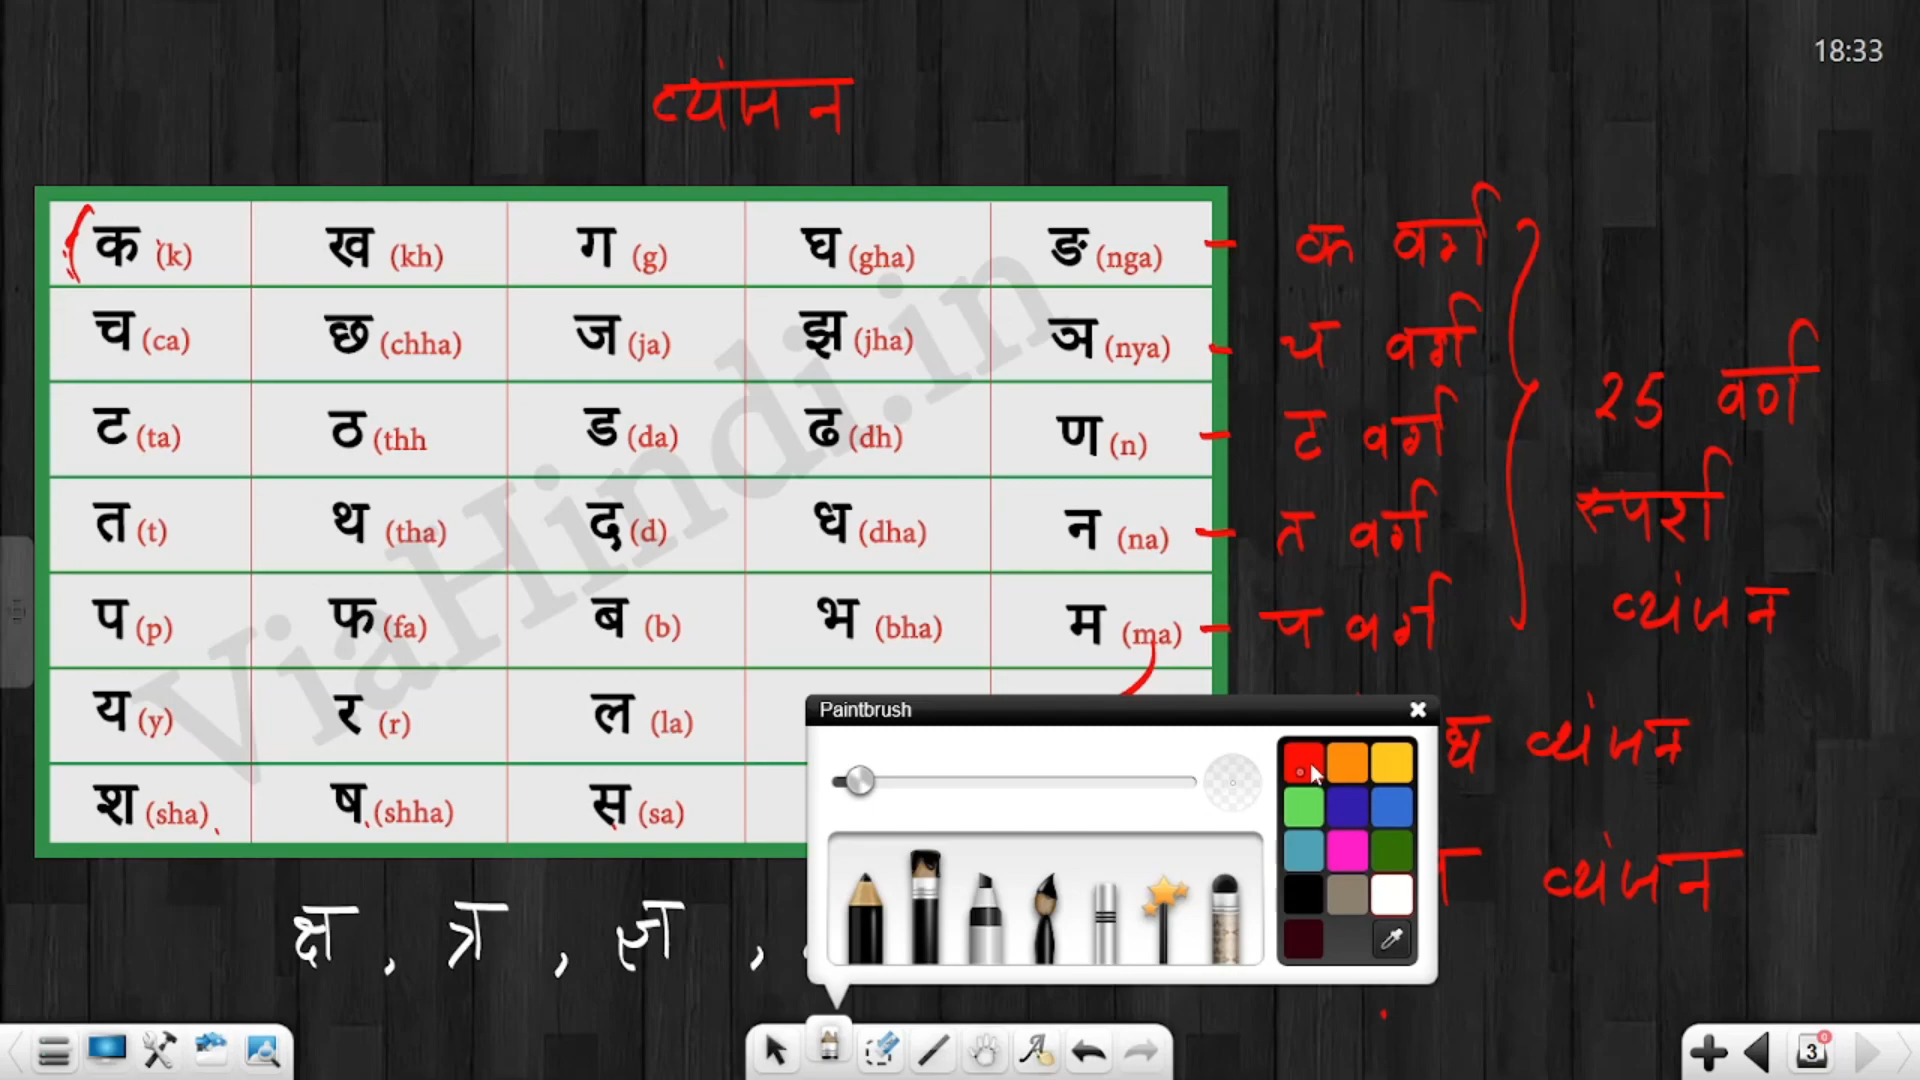 18:33
व्यंजन
क (k) ख (kh) ग (g) घ (gha) ङ (nga) - क वर्ग
च (ca) छ (chha) ज (ja) झ (jha) ञ (nya) - च वर्ग
ट (ta) ठ (thh ड (da) ढ (dh) ण (n) - ट वर्ग
त (t) थ (tha) द (d) ध (dha) न (na) - त वर्ग
प (p) फ (fa) ब (b) भ (bha) म (ma) - प वर्ग
25 वर्ण
स्पर्श
व्यंजन
य (y) र (r) ल (la)
व्यंजन
श (sha) ष (shha) स (sa)
व्यंजन
क्ष , त्र , ज्ञ ,
ViaHindi.in
Paintbrush
3
0